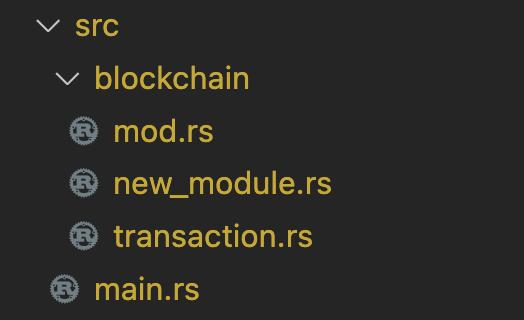 src
blockchain
mod.rs
new_module.rs
transaction.rs
main.rs